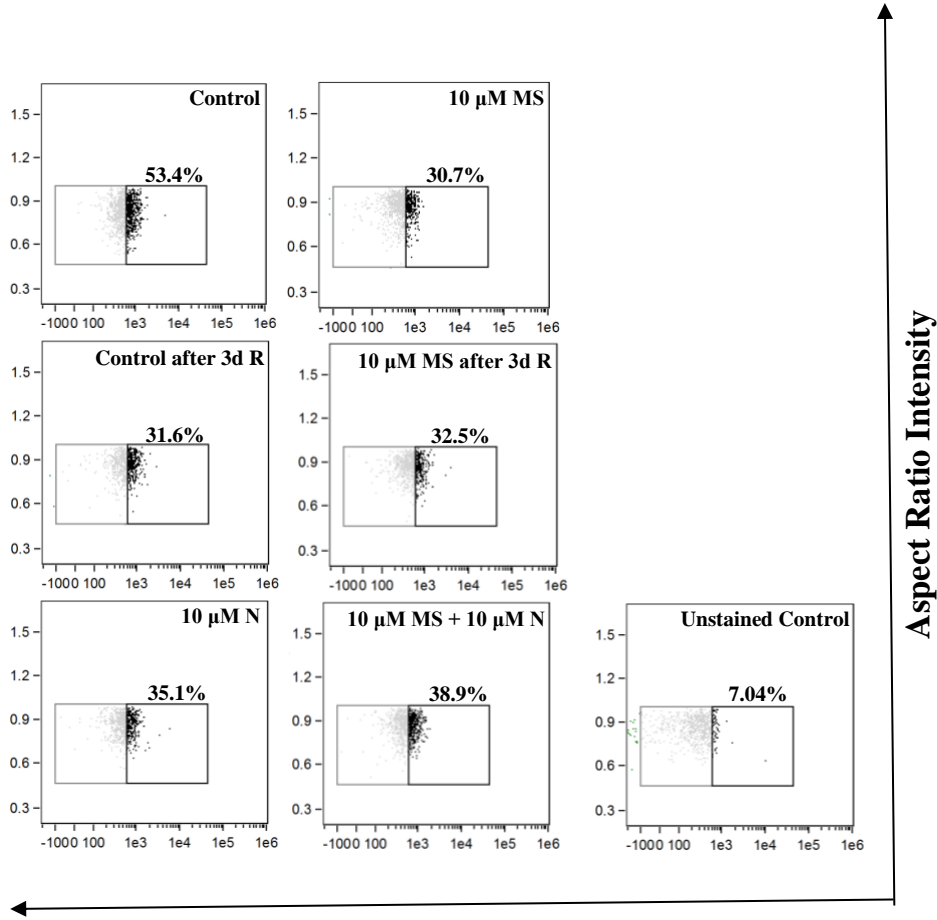 Control
10 µM MS
1.5
1.2
0.9
0.6
0.3
53.4%
-1000 100 1e3 1e4 1e5 1e6
1.5
1.2
0.9
0.6
0.3
30.7%
-1000 100 1e3 1e4 1e5 1e6
Control after 3d R
10 µM MS after 3d R
1.5
1.2
0.9
0.6
0.3
31.6%
-1000 100 1e3 1e4 1e5 1e6
1.5
1.2
0.9
0.6
0.3
32.5%
-1000 100 1e3 1e4 1e5 1e6
10 µM N
10 µM MS + 10 µM N
Unstained Control
1.5
1.2
0.9
0.6
0.3
35.1%
-1000 100 1e3 1e4 1e5 1e6
1.5
1.2
0.9
0.6
0.3
38.9%
-1000 100 1e3 1e4 1e5 1e6
1.5
1.2
0.9
0.6
0.3
7.04%
-1000 100 1e3 1e4 1e5 1e6
Aspect Ratio Intensity